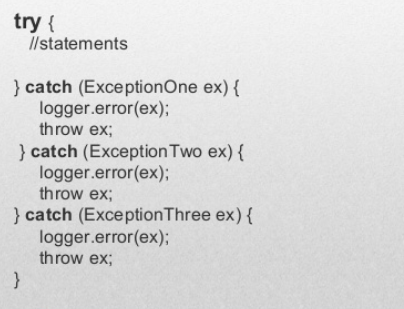 try {
//statements
} catch (ExceptionOne ex) {
logger.error(ex);
throw ex;
} catch (ExceptionTwo ex) {
logger.error(ex);
throw ex;
} catch (ExceptionThree ex) {
logger.error(ex);
throw ex;
}